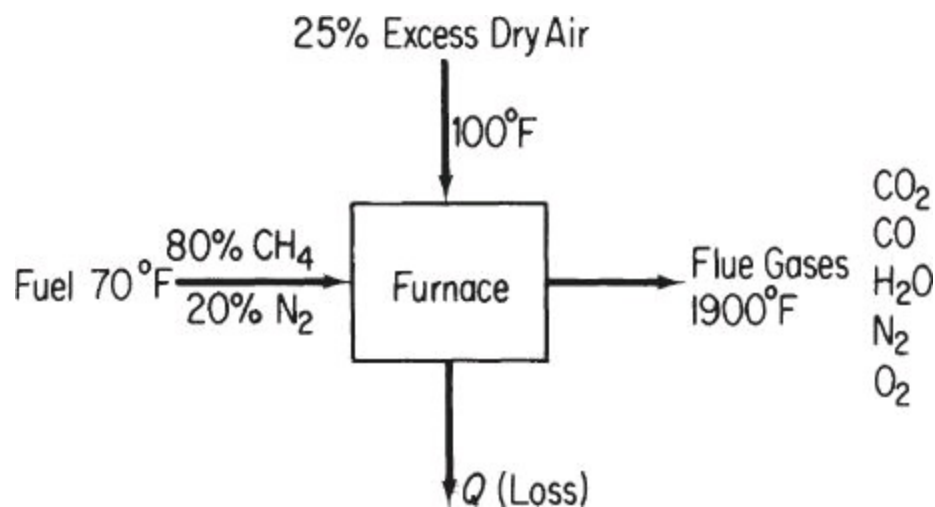 25% Excess Dry Air
100°F
80% CH₄
Fuel 70°F
20% N₂
Furnace
Flue Gases
1900°F
CO₂
CO
H₂O
N₂
O₂
Q (Loss)